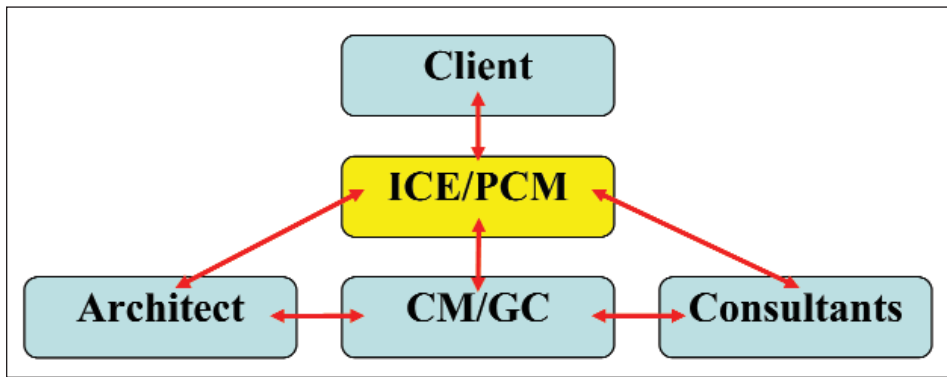 Client
ICE/PCM
Architect
CM/GC
Consultants